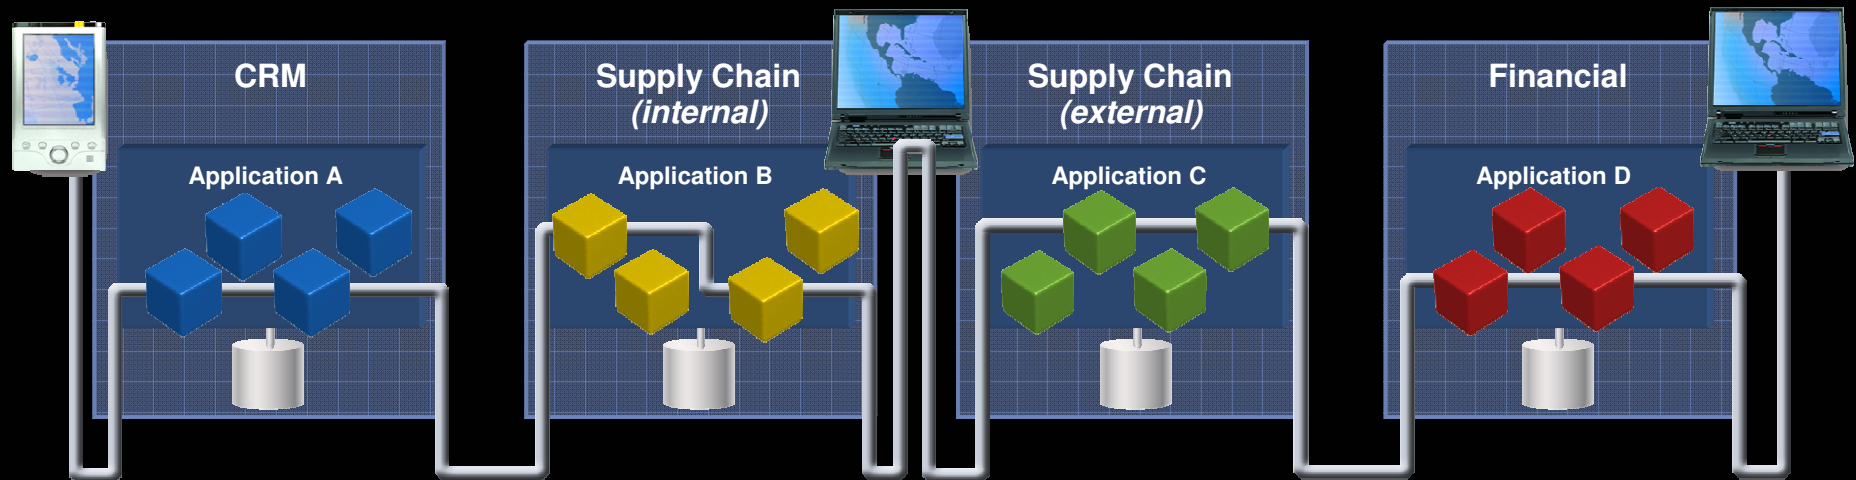 CRM
Application A
Supply Chain
(internal)
Application B
Supply Chain
(external)
Application C
Financial
Application D